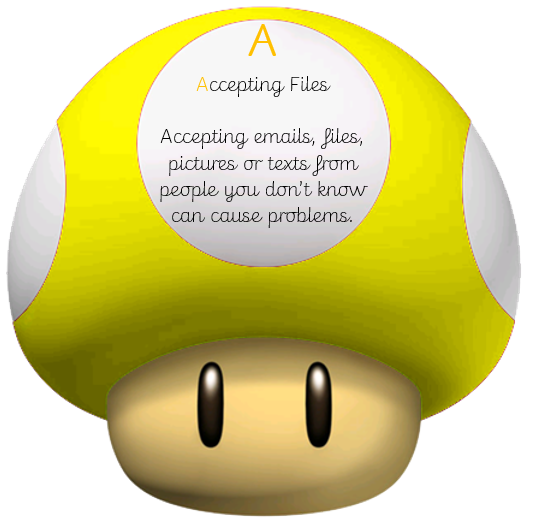 A
Accepting Files
Accepting emails, files,
pictures or texts from
people you don't know
can cause problems.